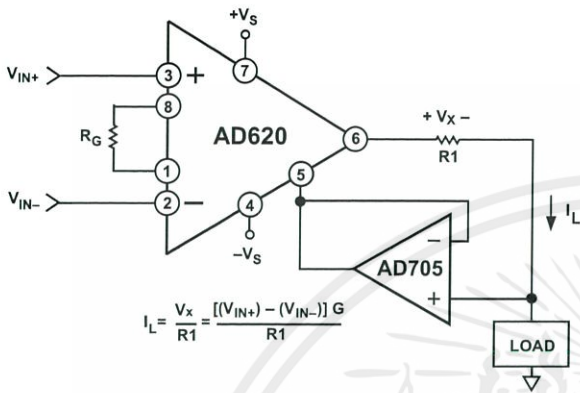 +VS
VIN+
3
+
7
8
RG
AD620
+ VX –
6
R1
1
5
VIN–
2
–
4
–VS
IL
–
AD705
+
IL = VX / R1 = [(VIN+) – (VIN–)] G / R1
LOAD